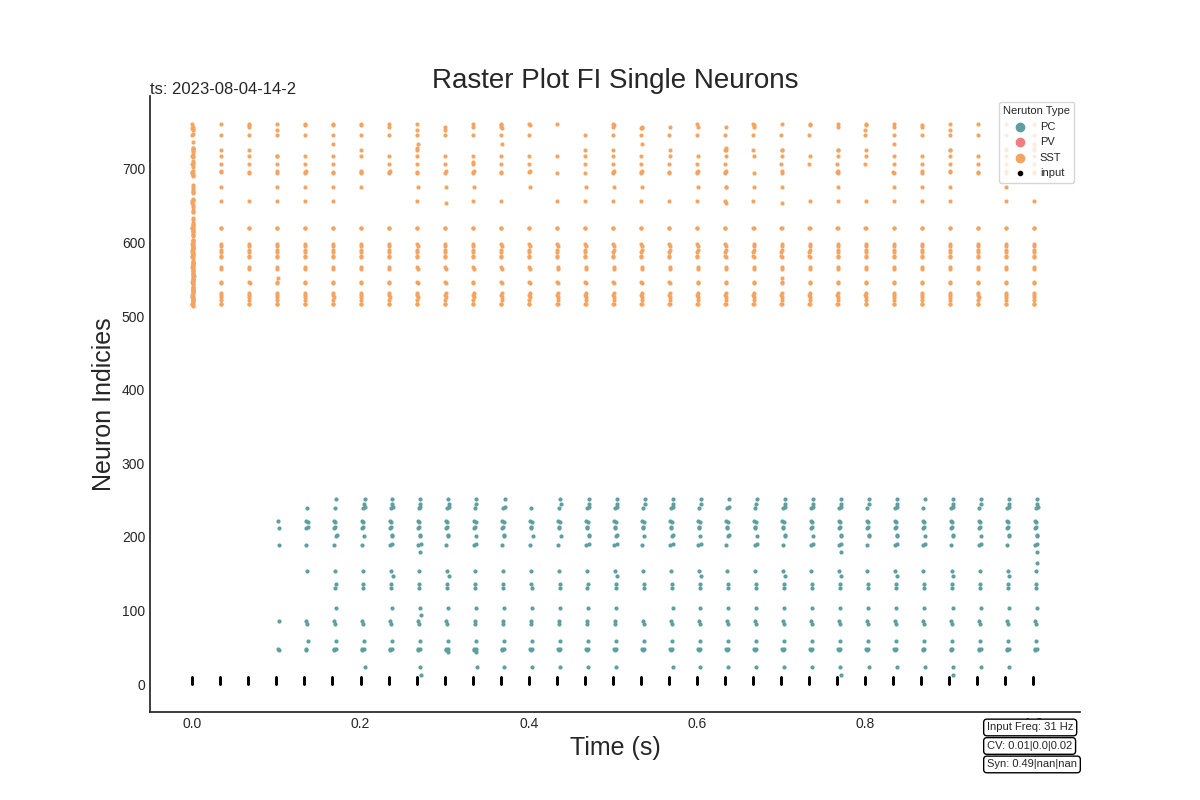 Raster Plot FI Single Neurons
ts: 2023-08-04-14-2
Neruton Type
PC
PV
SST
input
Neuron Indicies
700
600
500
400
300
200
100
0
0.0 0.2 0.4 0.6 0.8
Time (s)
Input Freq: 31 Hz
CV: 0.01|0.0|0.02
Syn: 0.49|nan|nan